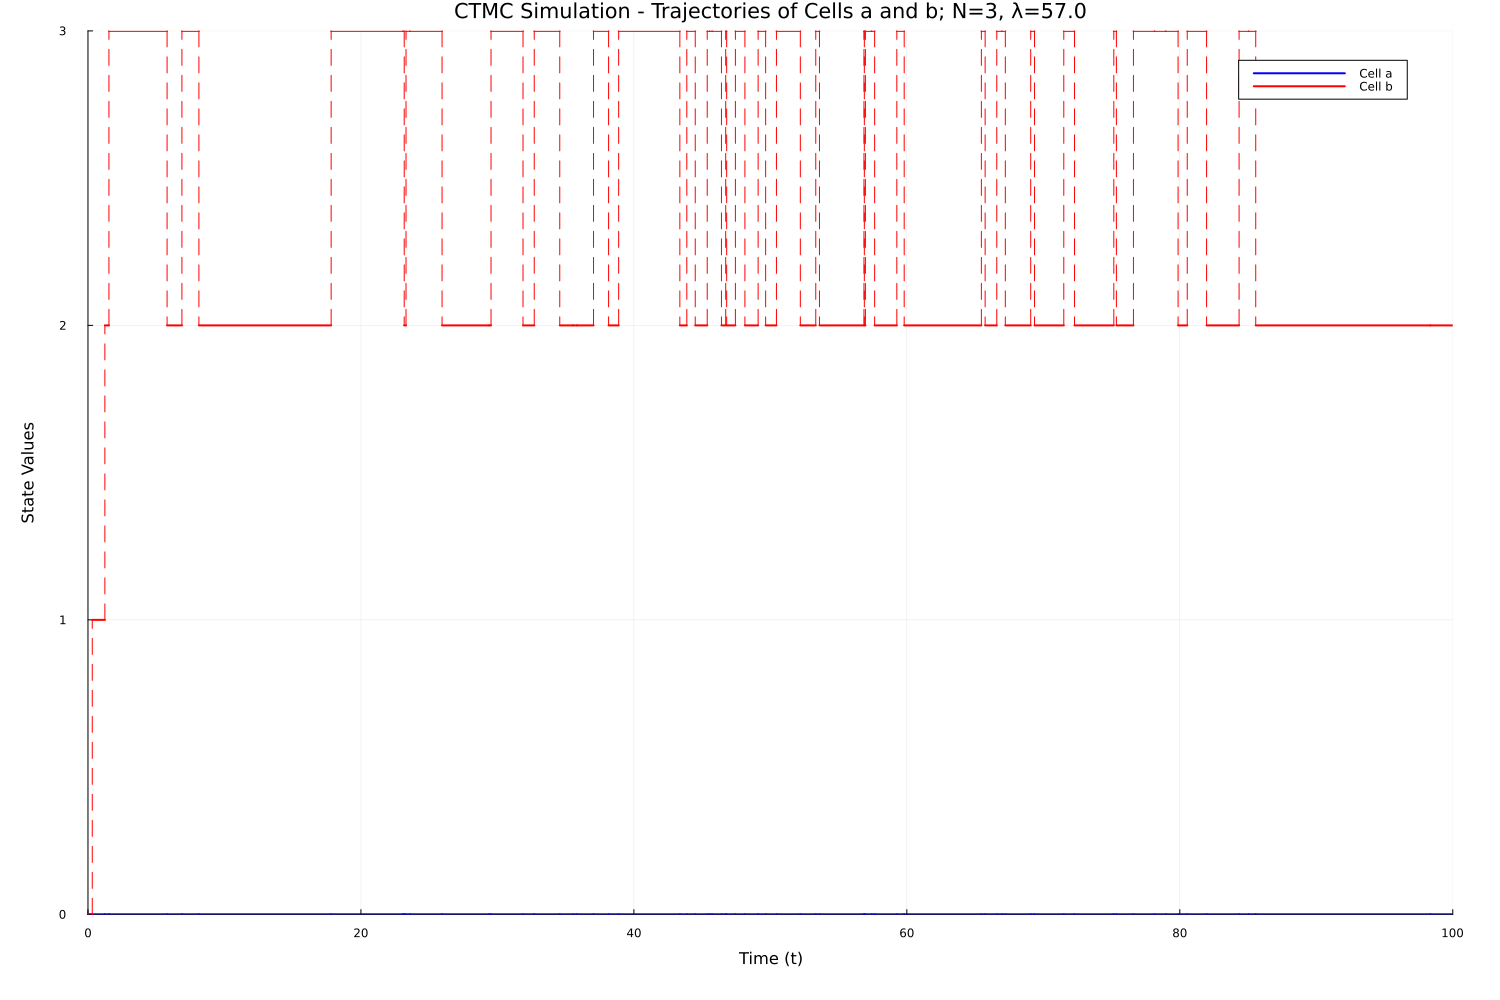 CTMC Simulation - Trajectories of Cells a and b; N=3, λ=57.0
3
Cell a
Cell b
2
State Values
1
0
0 20 40 60 80 100
Time (t)